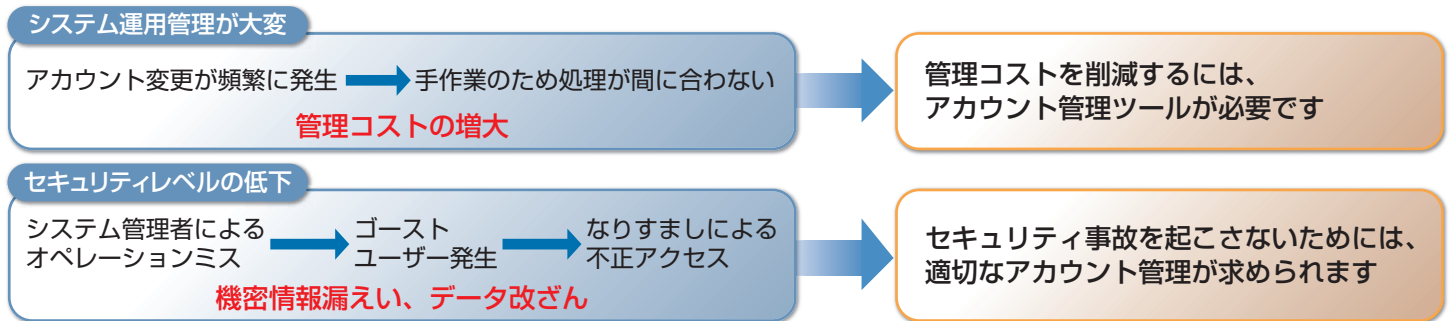 システム運用管理が大変
アカウント変更が頻繁に発生
手作業のため処理が間に合わない
管理コストの増大
管理コストを削減するには、
アカウント管理ツールが必要です
セキュリティレベルの低下
システム管理者による
オペレーションミス
ゴースト
ユーザー発生
なりすましによる
不正アクセス
機密情報漏えい、データ改ざん
セキュリティ事故を起こさないためには、
適切なアカウント管理が求められます